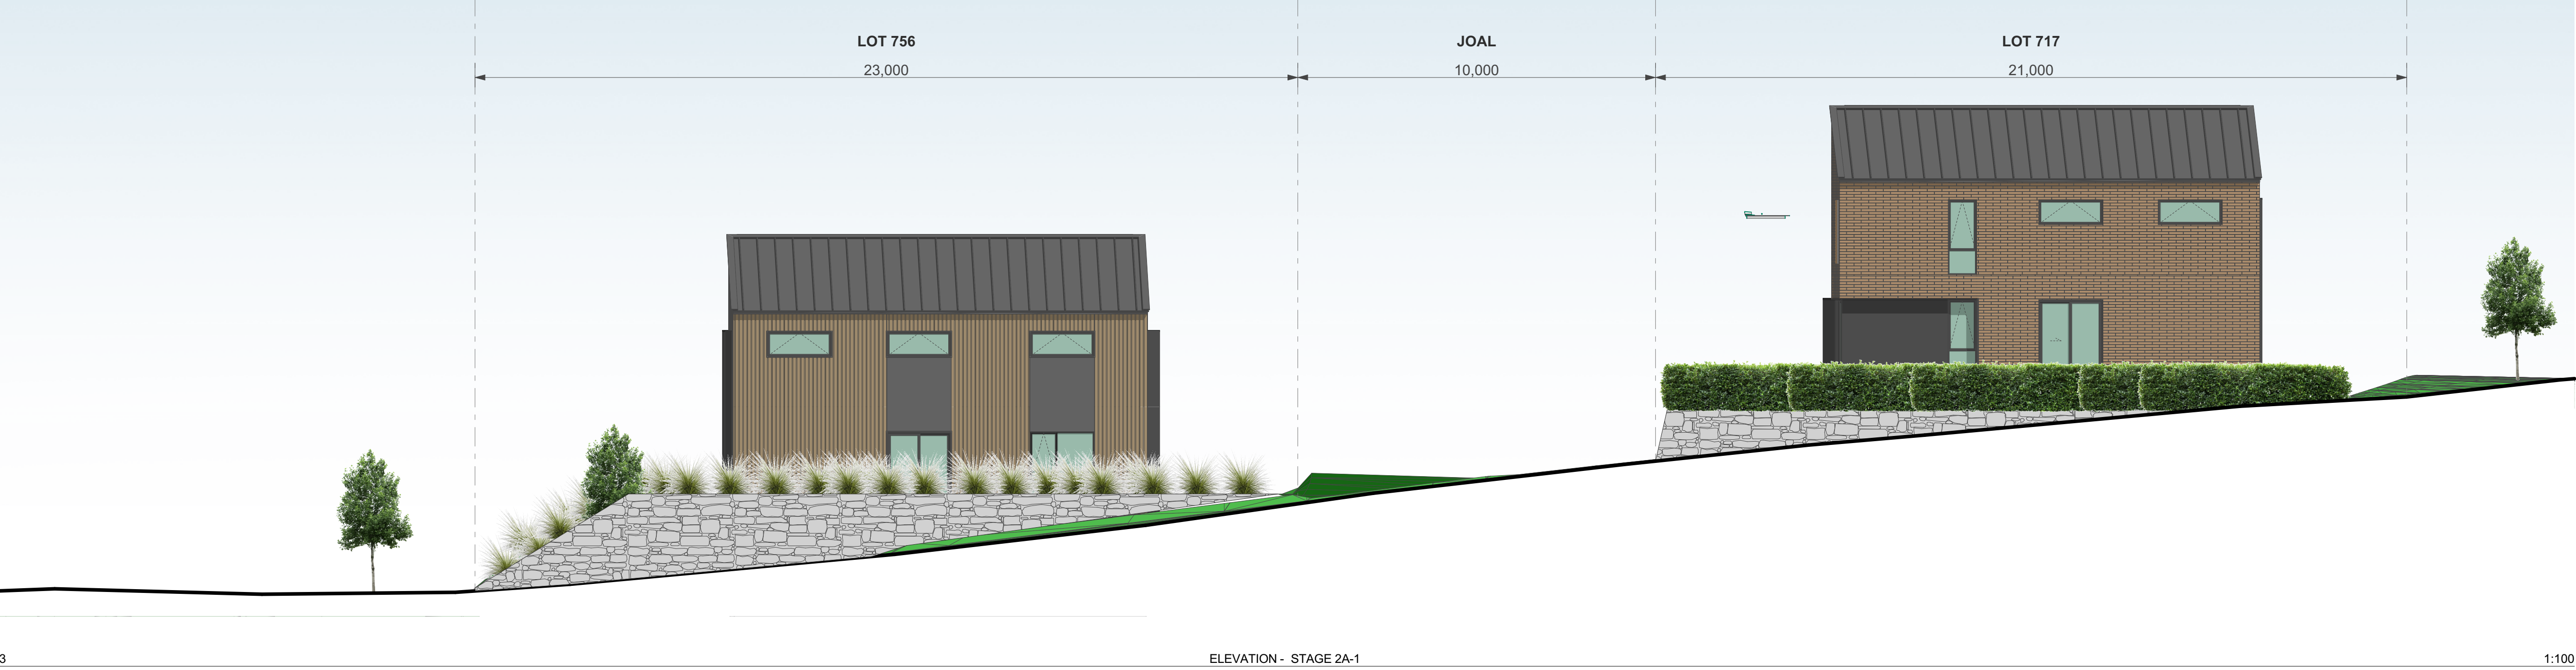 LOT 756
JOAL
LOT 717
23,000
10,000
21,000
3
ELEVATION - STAGE 2A-1
1:100